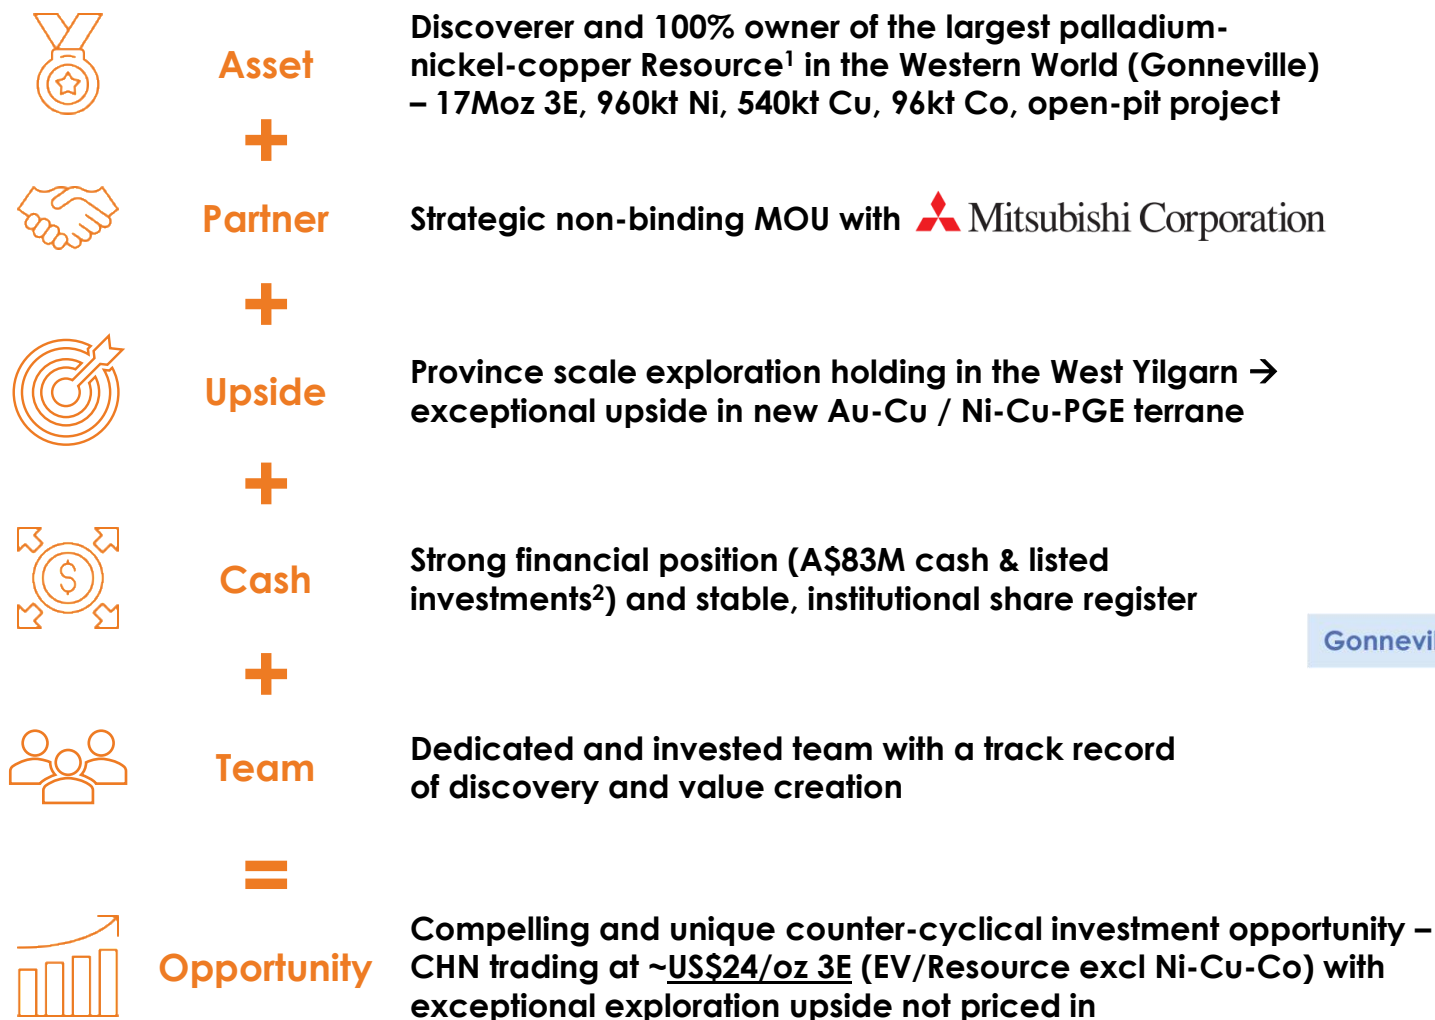 Asset
Discoverer and 100% owner of the largest palladium-
nickel-copper Resource¹ in the Western World (Gonneville)
– 17Moz 3E, 960kt Ni, 540kt Cu, 96kt Co, open-pit project
+
Partner
Strategic non-binding MOU with Mitsubishi Corporation
+
Upside
Province scale exploration holding in the West Yilgarn →
exceptional upside in new Au-Cu / Ni-Cu-PGE terrane
+
Cash
Strong financial position (A$83M cash & listed
investments²) and stable, institutional share register
$
Gonnevil
+
Team
Dedicated and invested team with a track record
of discovery and value creation
=
Opportunity
Compelling and unique counter-cyclical investment opportunity –
CHN trading at ~US$24/oz 3E (EV/Resource excl Ni-Cu-Co) with
exceptional exploration upside not priced in